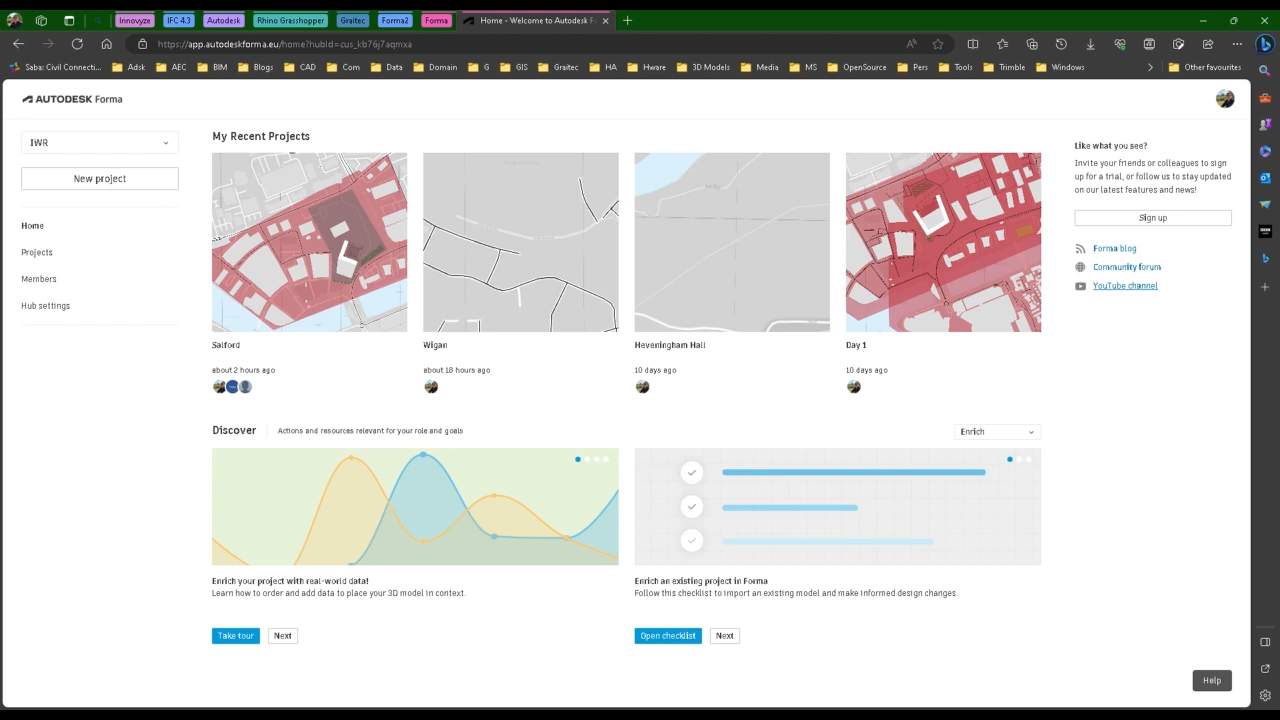 Innovyze
IFC 4.3
Autodesk
Rhino Grasshopper
Graitec
Forma2
Forma
Home - Welcome to Autodesk F
https://app.autodeskforma.eu/home?hubId=cus_kb76j7aqmxa
Saba: Civil Connecti...
Adsk
AEC
BIM
Blogs
CAD
Com
Data
Domain
G
GIS
Graitec
HA
Hware
3D Models
Media
MS
OpenSource
Pers
Tools
Trimble
Windows
Other favourites
AUTODESK Forma
IWR
New project
Home
Projects
Members
Hub settings
My Recent Projects
Salford
about 2 hours ago
Wigan
about 18 hours ago
Heveningham Hall
10 days ago
Day 1
10 days ago
Like what you see?
Invite your friends or colleagues to sign
up for a trial, or follow us to stay updated
on our latest features and news!
Sign up
Forma blog
Community forum
YouTube channel
Discover
Actions and resources relevant for your role and goals
Enrich
Enrich your project with real-world data!
Learn how to order and add data to place your 3D model in context.
Take tour
Next
Enrich an existing project in Forma
Follow this checklist to import an existing model and make informed design changes.
Open checklist
Next
Help